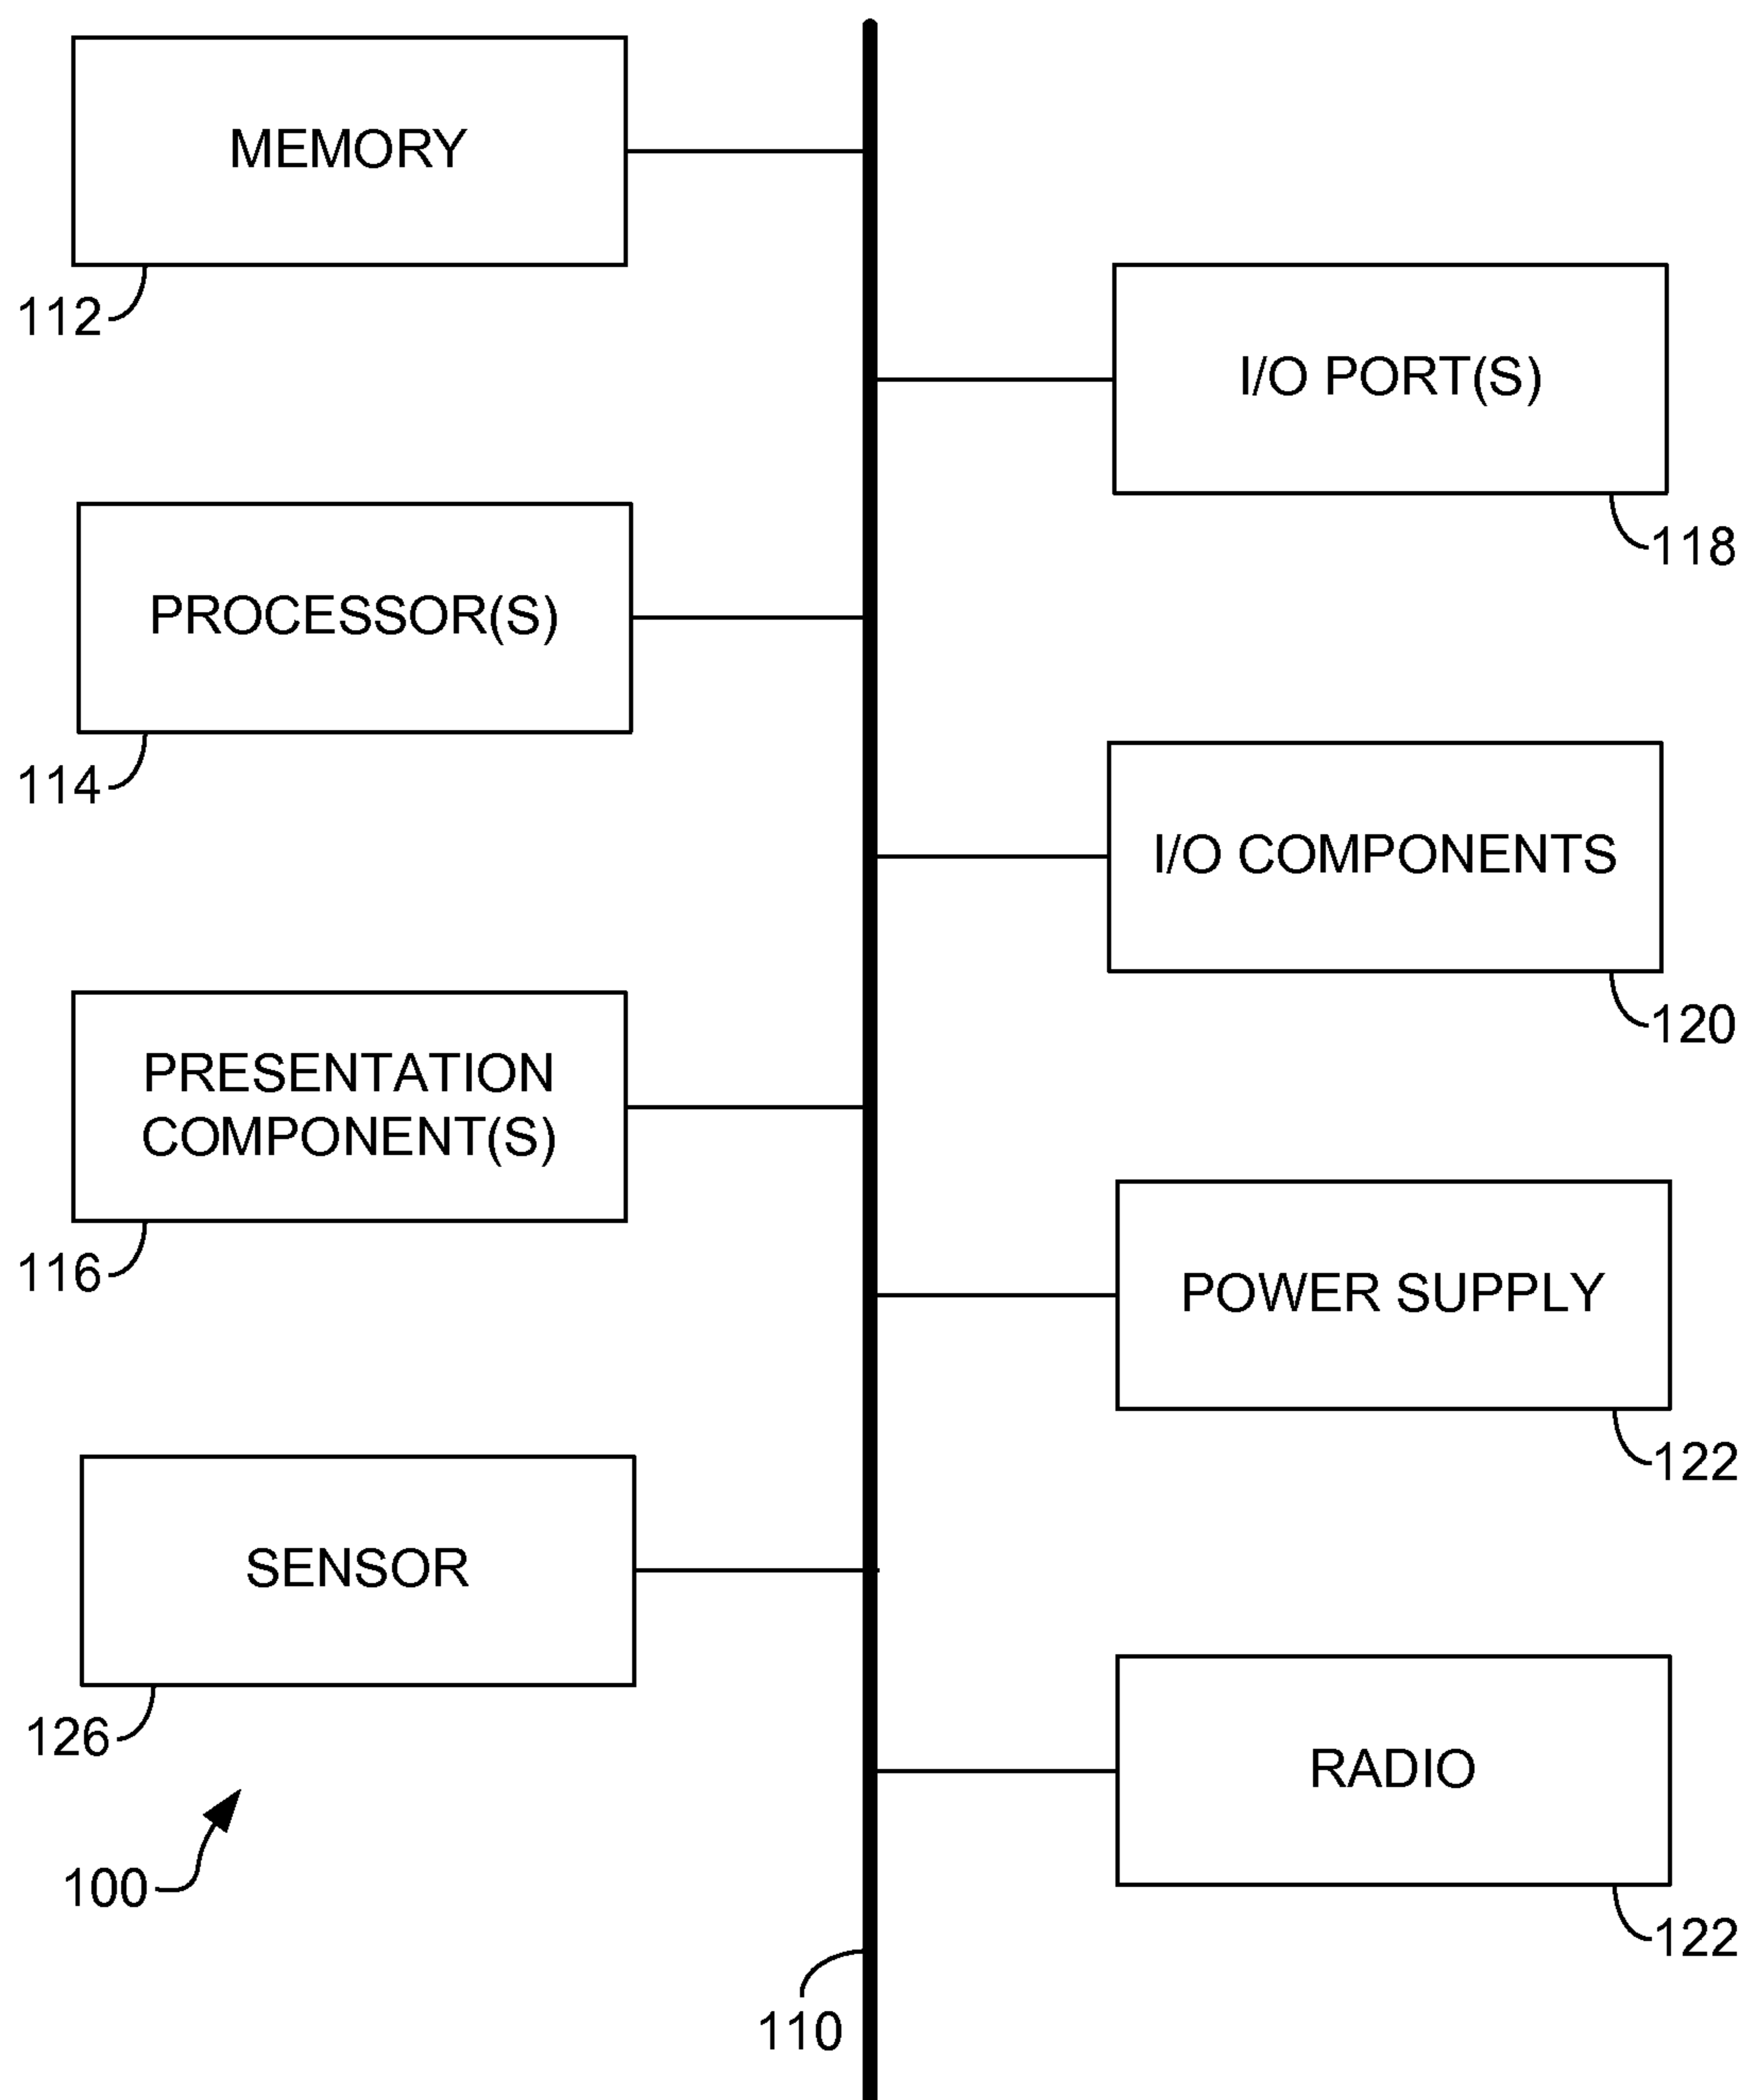 MEMORY
112
I/O PORT(S)
118
PROCESSOR(S)
114
I/O COMPONENTS
120
PRESENTATION
COMPONENT(S)
116
POWER SUPPLY
122
SENSOR
126
RADIO
122
100
110